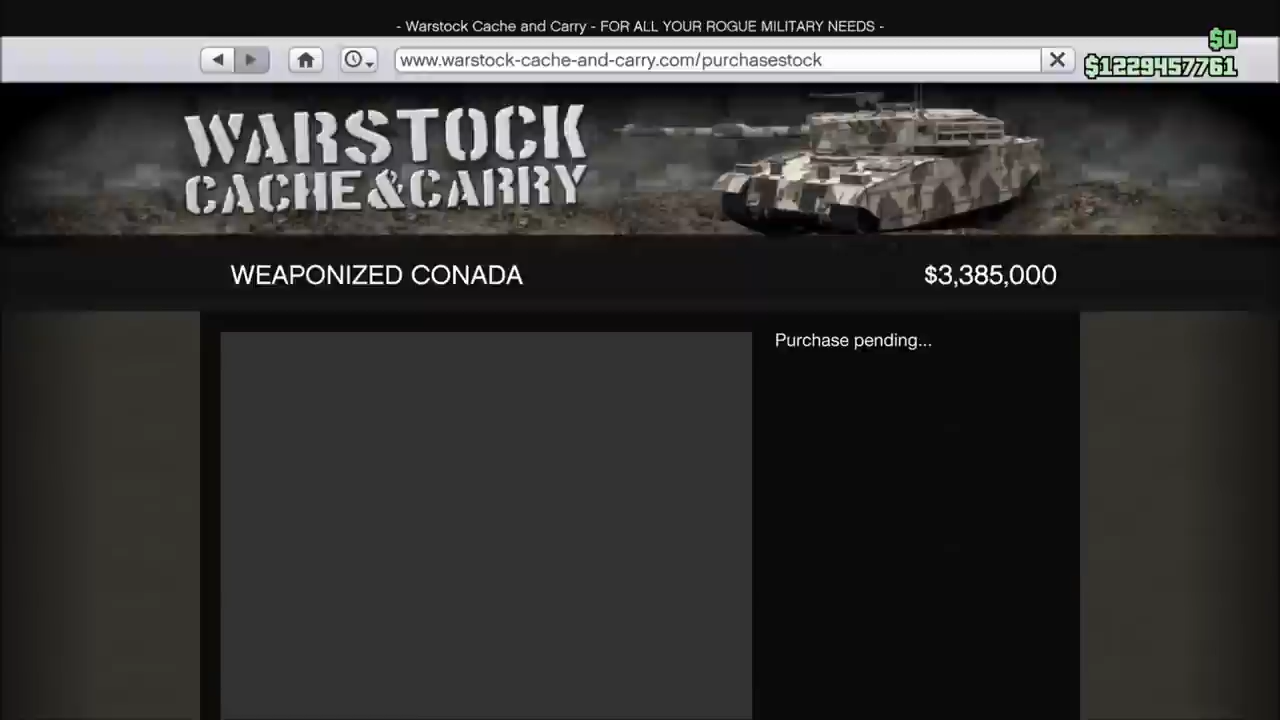 - Warstock Cache and Carry - FOR ALL YOUR ROGUE MILITARY NEEDS -
$0
www.warstock-cache-and-carry.com/purchasestock
$1229457761
WARSTOCK
CACHE&CARRY
WEAPONIZED CONADA
$3,385,000
Purchase pending...